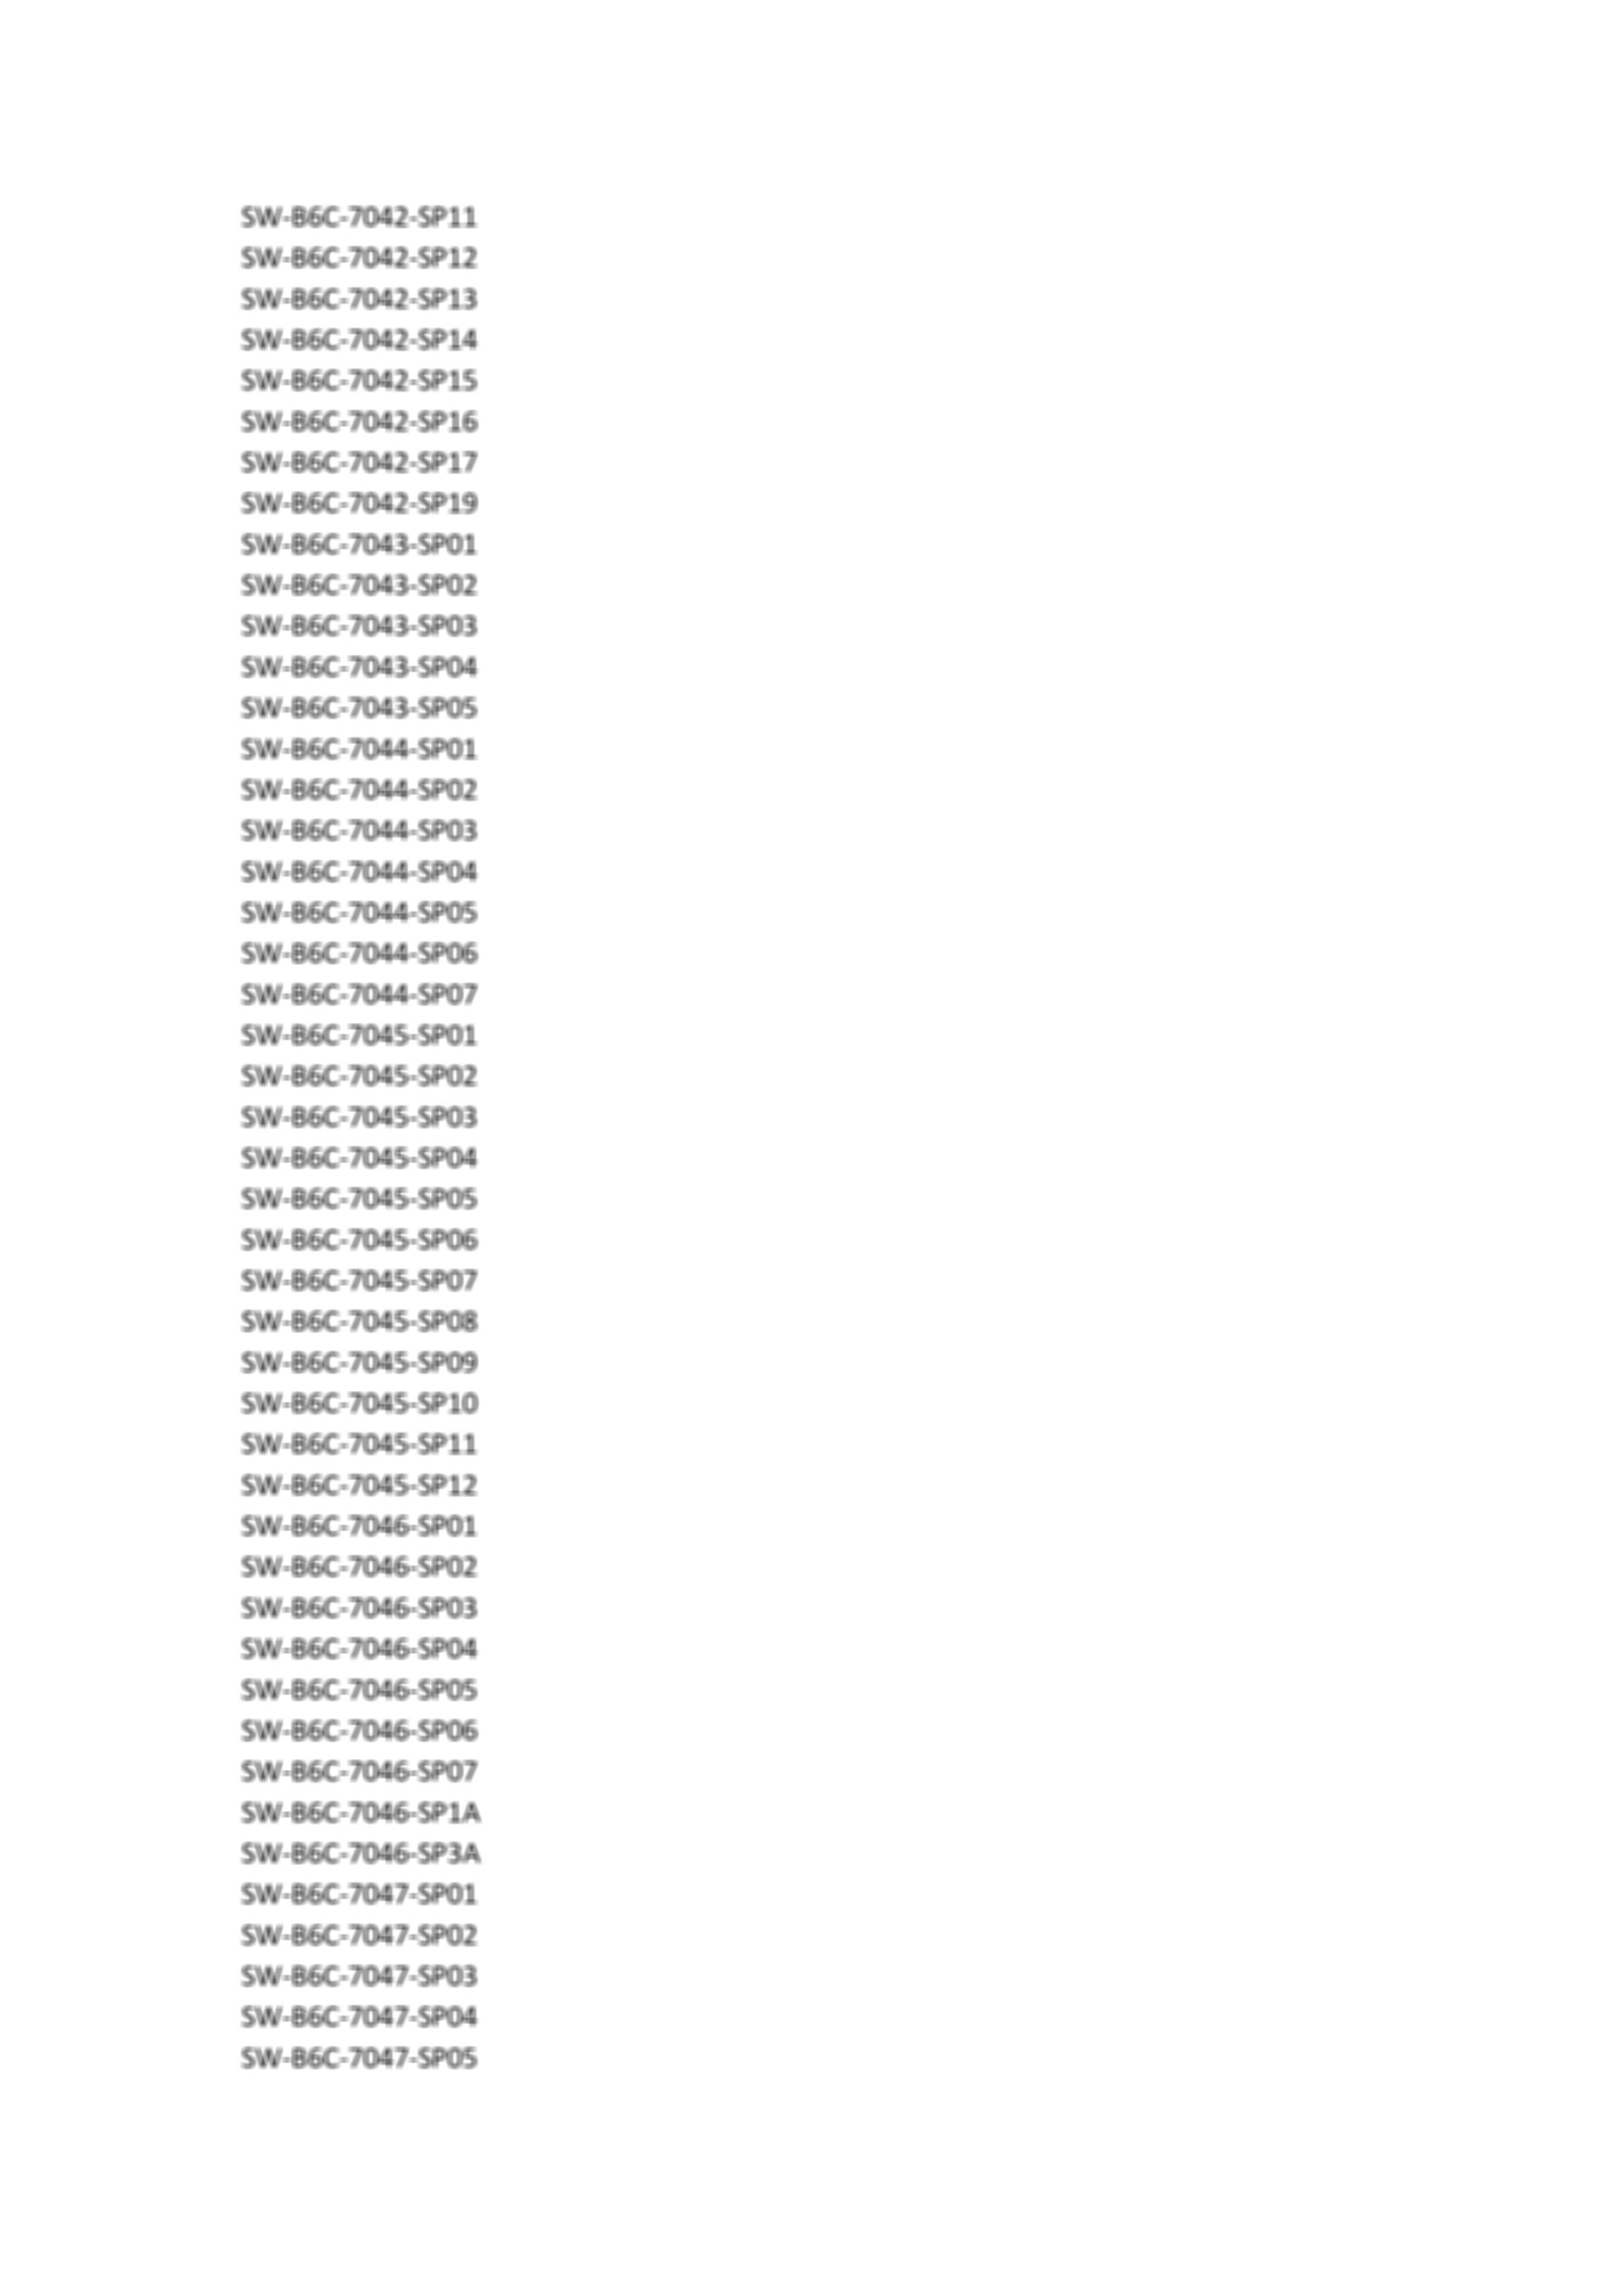 SW-B6C-7042-SP11
SW-B6C-7042-SP12
SW-B6C-7042-SP13
SW-B6C-7042-SP14
SW-B6C-7042-SP15
SW-B6C-7042-SP16
SW-B6C-7042-SP17
SW-B6C-7042-SP19
SW-B6C-7043-SP01
SW-B6C-7043-SP02
SW-B6C-7043-SP03
SW-B6C-7043-SP04
SW-B6C-7043-SP05
SW-B6C-7044-SP01
SW-B6C-7044-SP02
SW-B6C-7044-SP03
SW-B6C-7044-SP04
SW-B6C-7044-SP05
SW-B6C-7044-SP06
SW-B6C-7044-SP07
SW-B6C-7045-SP01
SW-B6C-7045-SP02
SW-B6C-7045-SP03
SW-B6C-7045-SP04
SW-B6C-7045-SP05
SW-B6C-7045-SP06
SW-B6C-7045-SP07
SW-B6C-7045-SP08
SW-B6C-7045-SP09
SW-B6C-7045-SP10
SW-B6C-7045-SP11
SW-B6C-7045-SP12
SW-B6C-7046-SP01
SW-B6C-7046-SP02
SW-B6C-7046-SP03
SW-B6C-7046-SP04
SW-B6C-7046-SP05
SW-B6C-7046-SP06
SW-B6C-7046-SP07
SW-B6C-7046-SP1A
SW-B6C-7046-SP3A
SW-B6C-7047-SP01
SW-B6C-7047-SP02
SW-B6C-7047-SP03
SW-B6C-7047-SP04
SW-B6C-7047-SP05